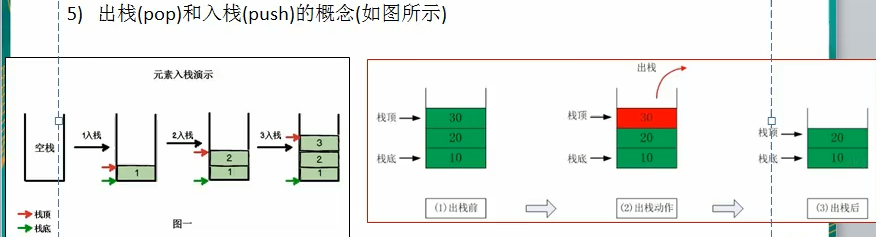 5) 出栈(pop)和入栈(push)的概念(如图所示)
元素入栈演示
空栈
1入栈
1
2入栈
2
1
3入栈
3
2
1
栈顶
栈底
图一
出栈
栈顶
30
20
栈底
10
(1)出栈前
栈顶
30
20
栈底
10
(2)出栈动作
栈顶
20
栈底
10
(3)出栈后